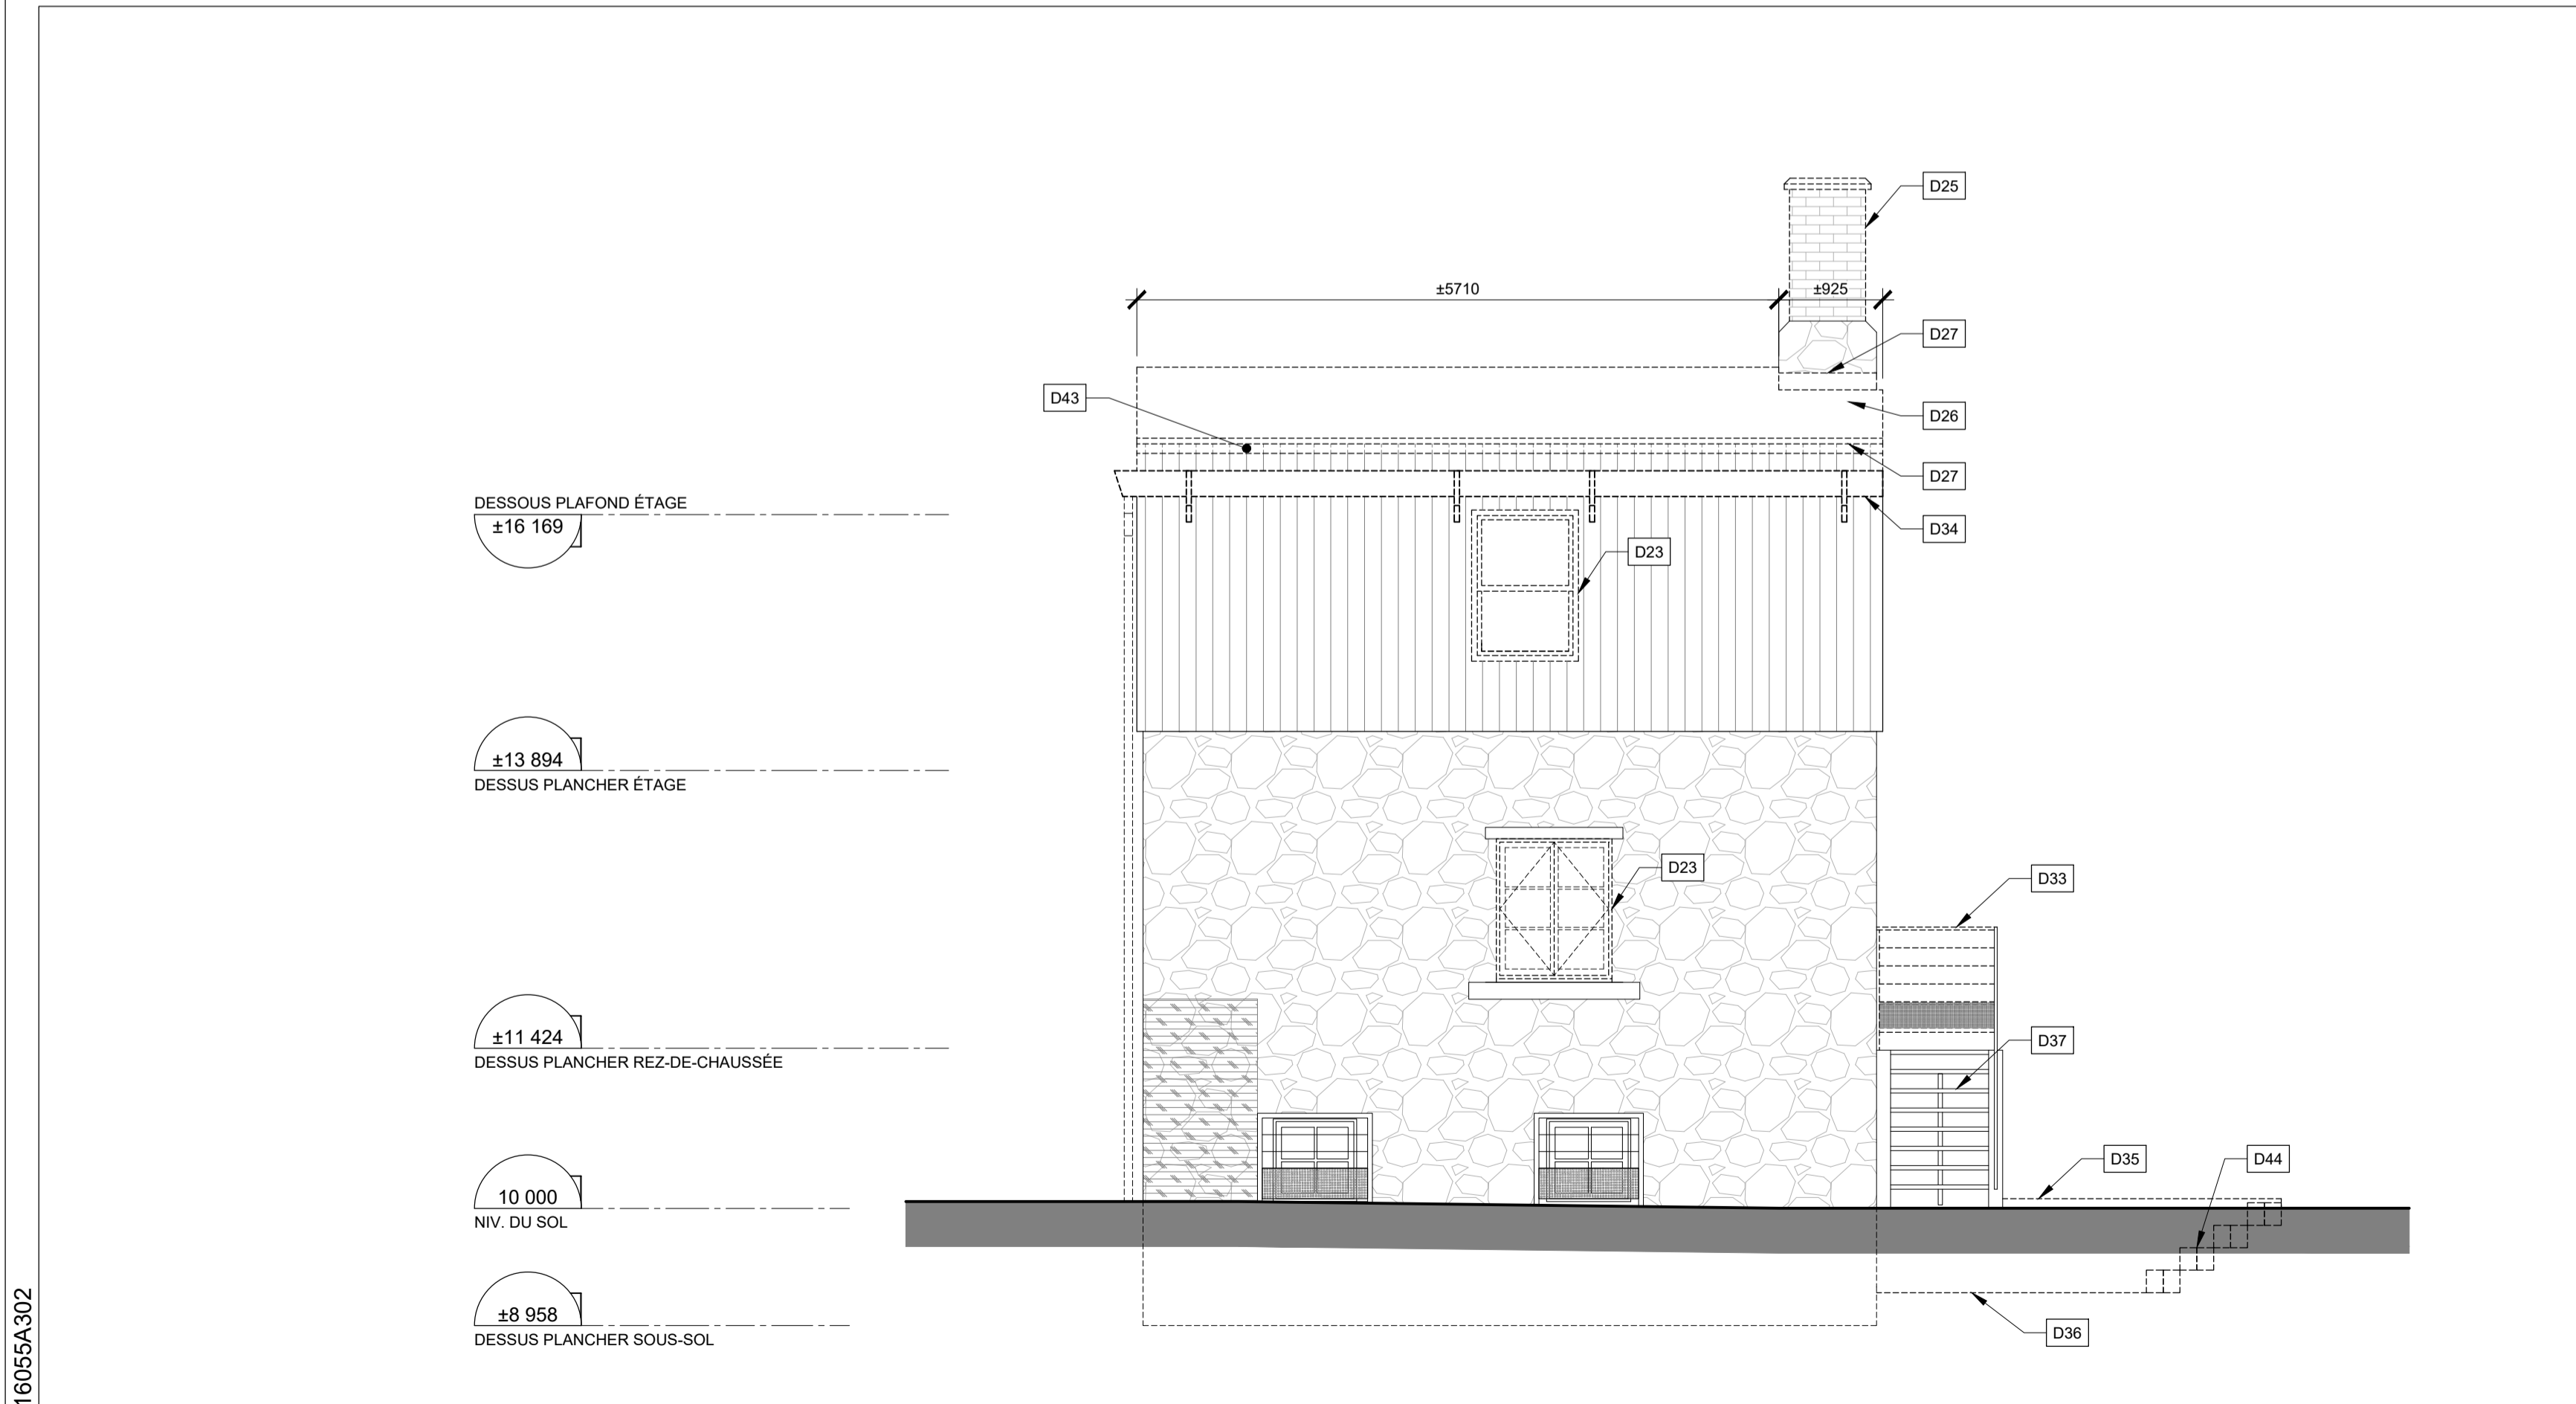 D25
±5710
±925
D27
D43
D26
D27
DESSOUS PLAFOND ÉTAGE
±16 169
D34
D23
±13 894
DESSUS PLANCHER ÉTAGE
D23
D33
±11 424
DESSUS PLANCHER REZ-DE-CHAUSSÉE
D37
D35
D44
10 000
NIV. DU SOL
±8 958
DESSUS PLANCHER SOUS-SOL
D36
16055A302